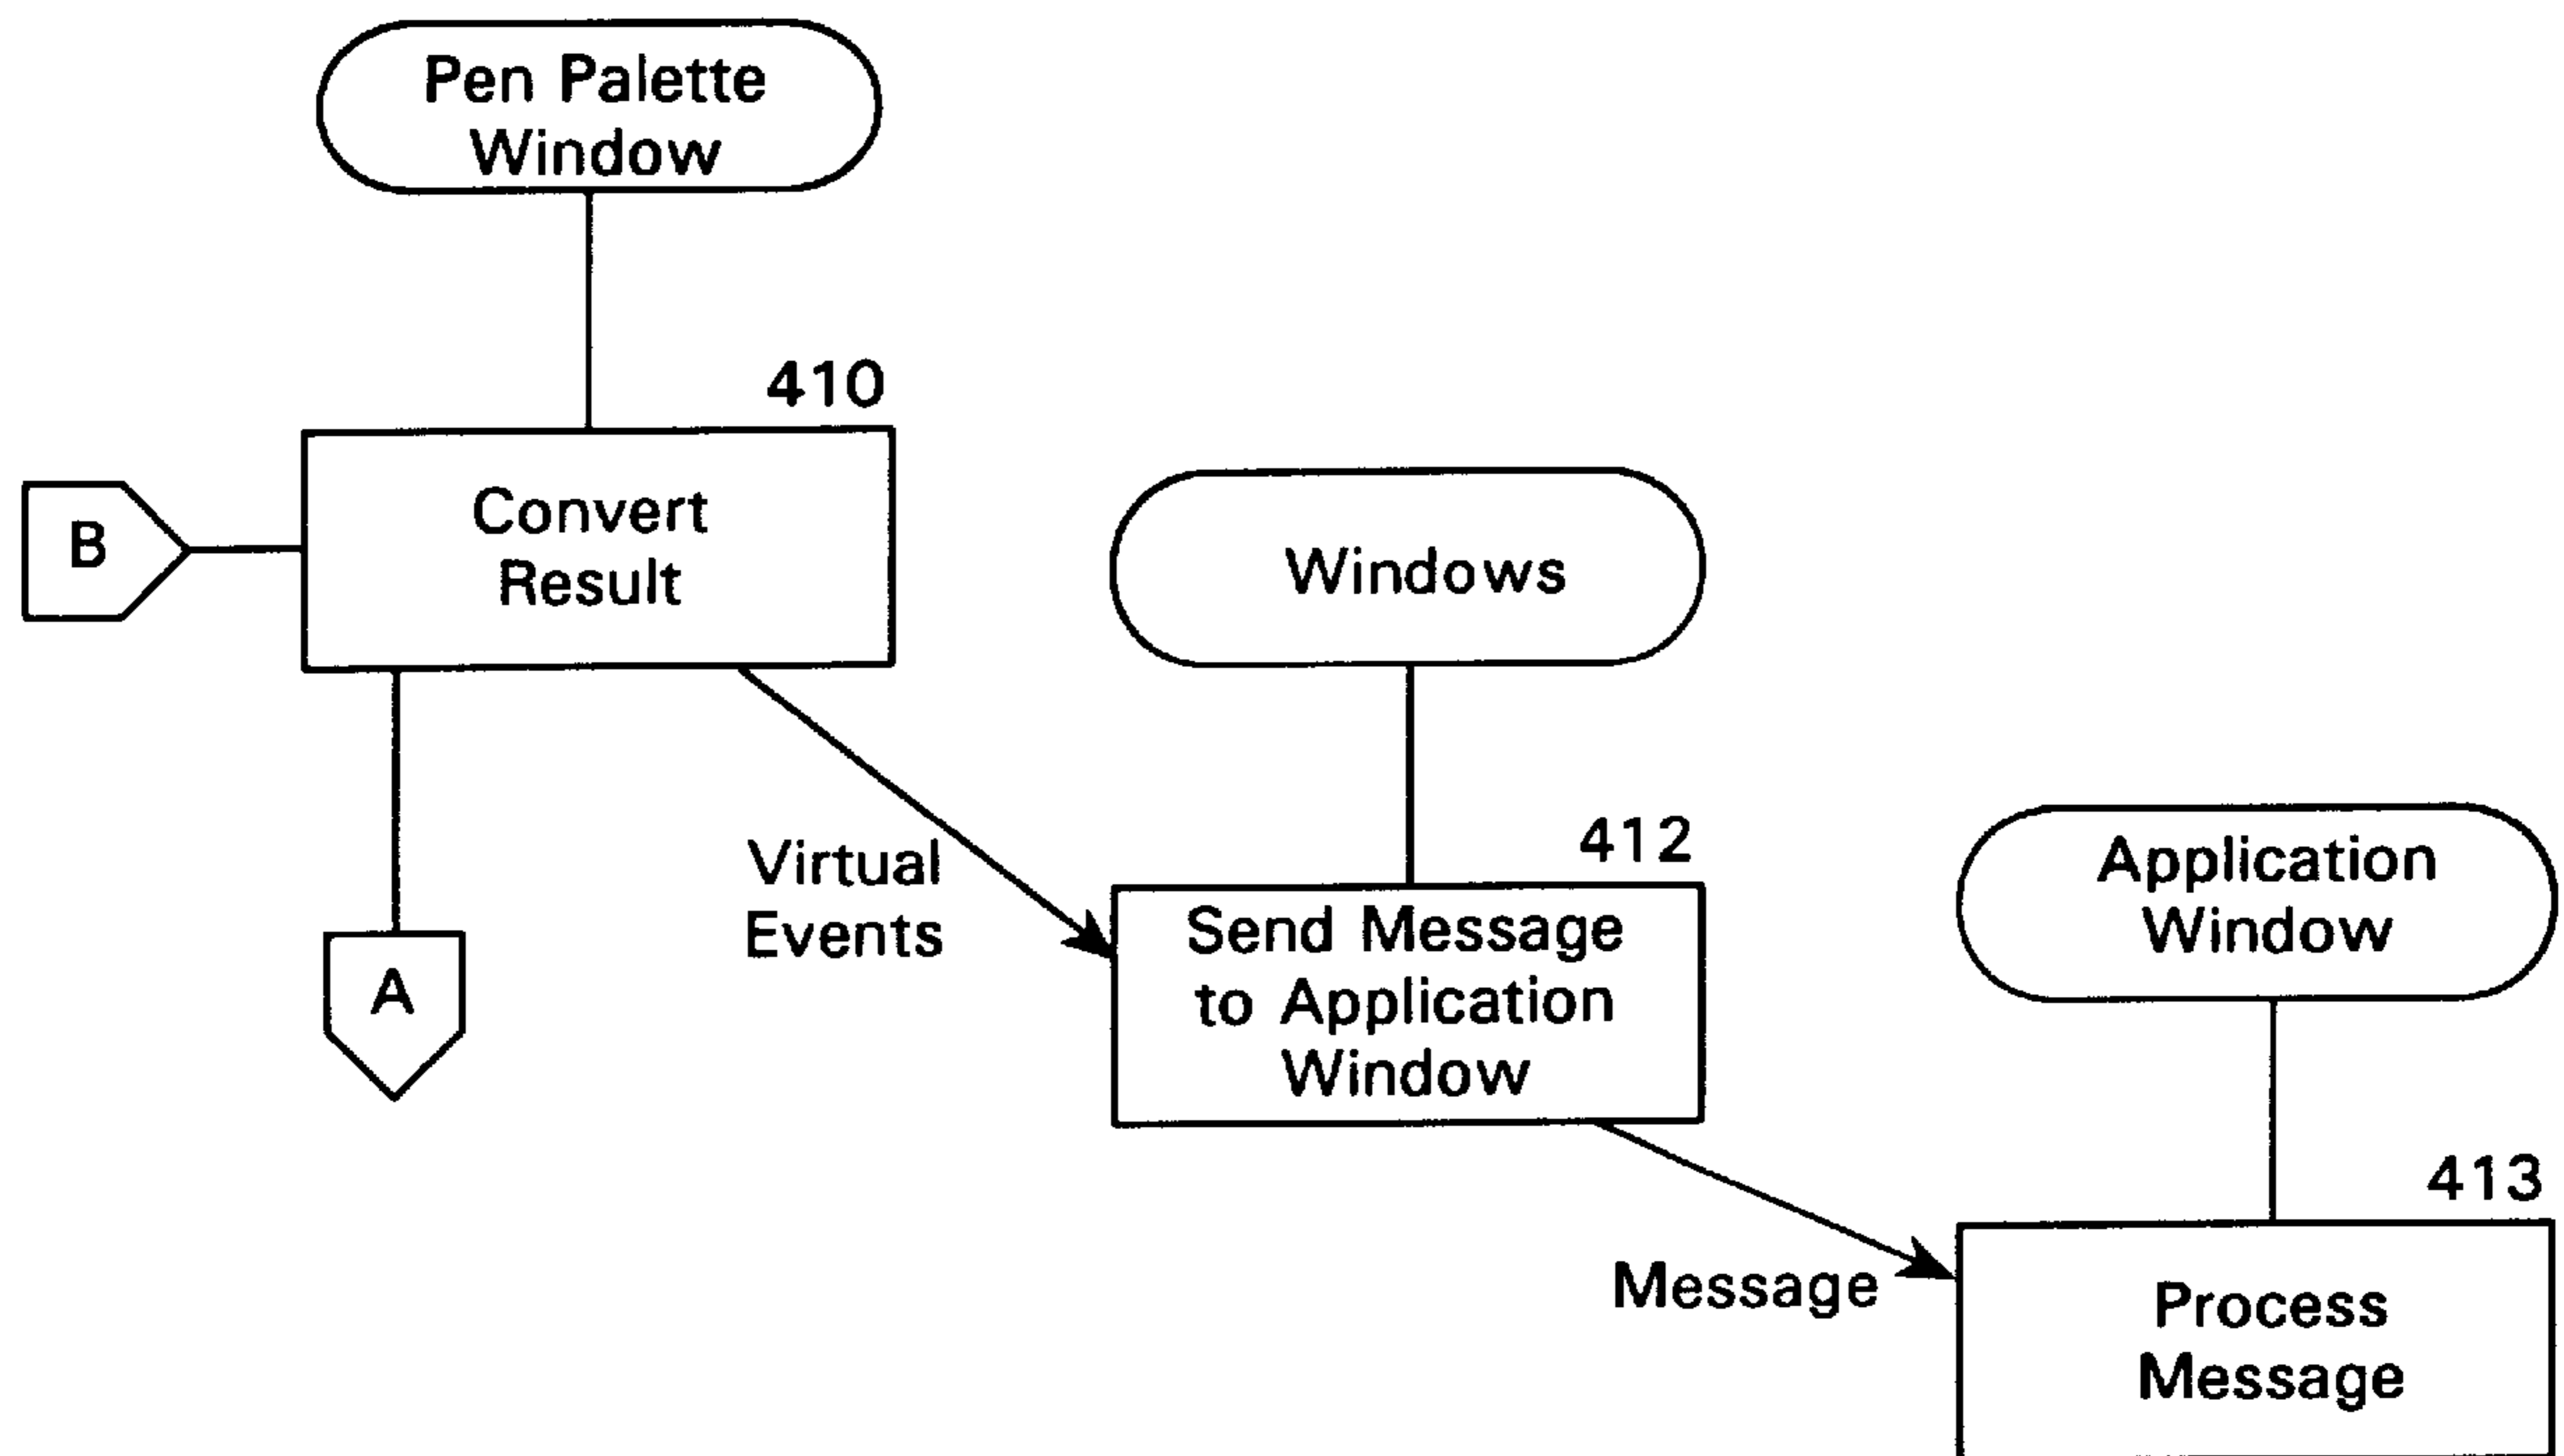 Pen Palette
Window
410
Convert
Result
B
A
Virtual
Events
Windows
412
Send Message
to Application
Window
Message
Application
Window
413
Process
Message